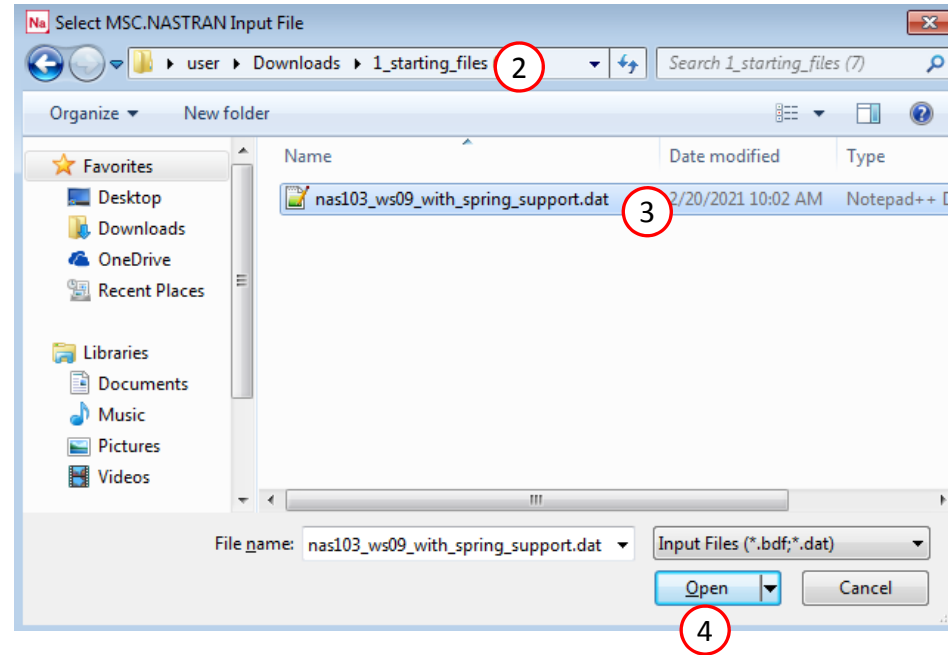 Na Select MSC.NASTRAN Input File
user Downloads 1_starting_files 2 Search 1_starting_files (7)
Organize New folder
Name Date modified Type
Favorites
Desktop
Downloads
OneDrive
Recent Places
Libraries
Documents
Music
Pictures
Videos
nas103_ws09_with_spring_support.dat 3 2/20/2021 10:02 AM Notepad++ D
File name: nas103_ws09_with_spring_support.dat Input Files (*.bdf;*.dat)
Open Cancel
4